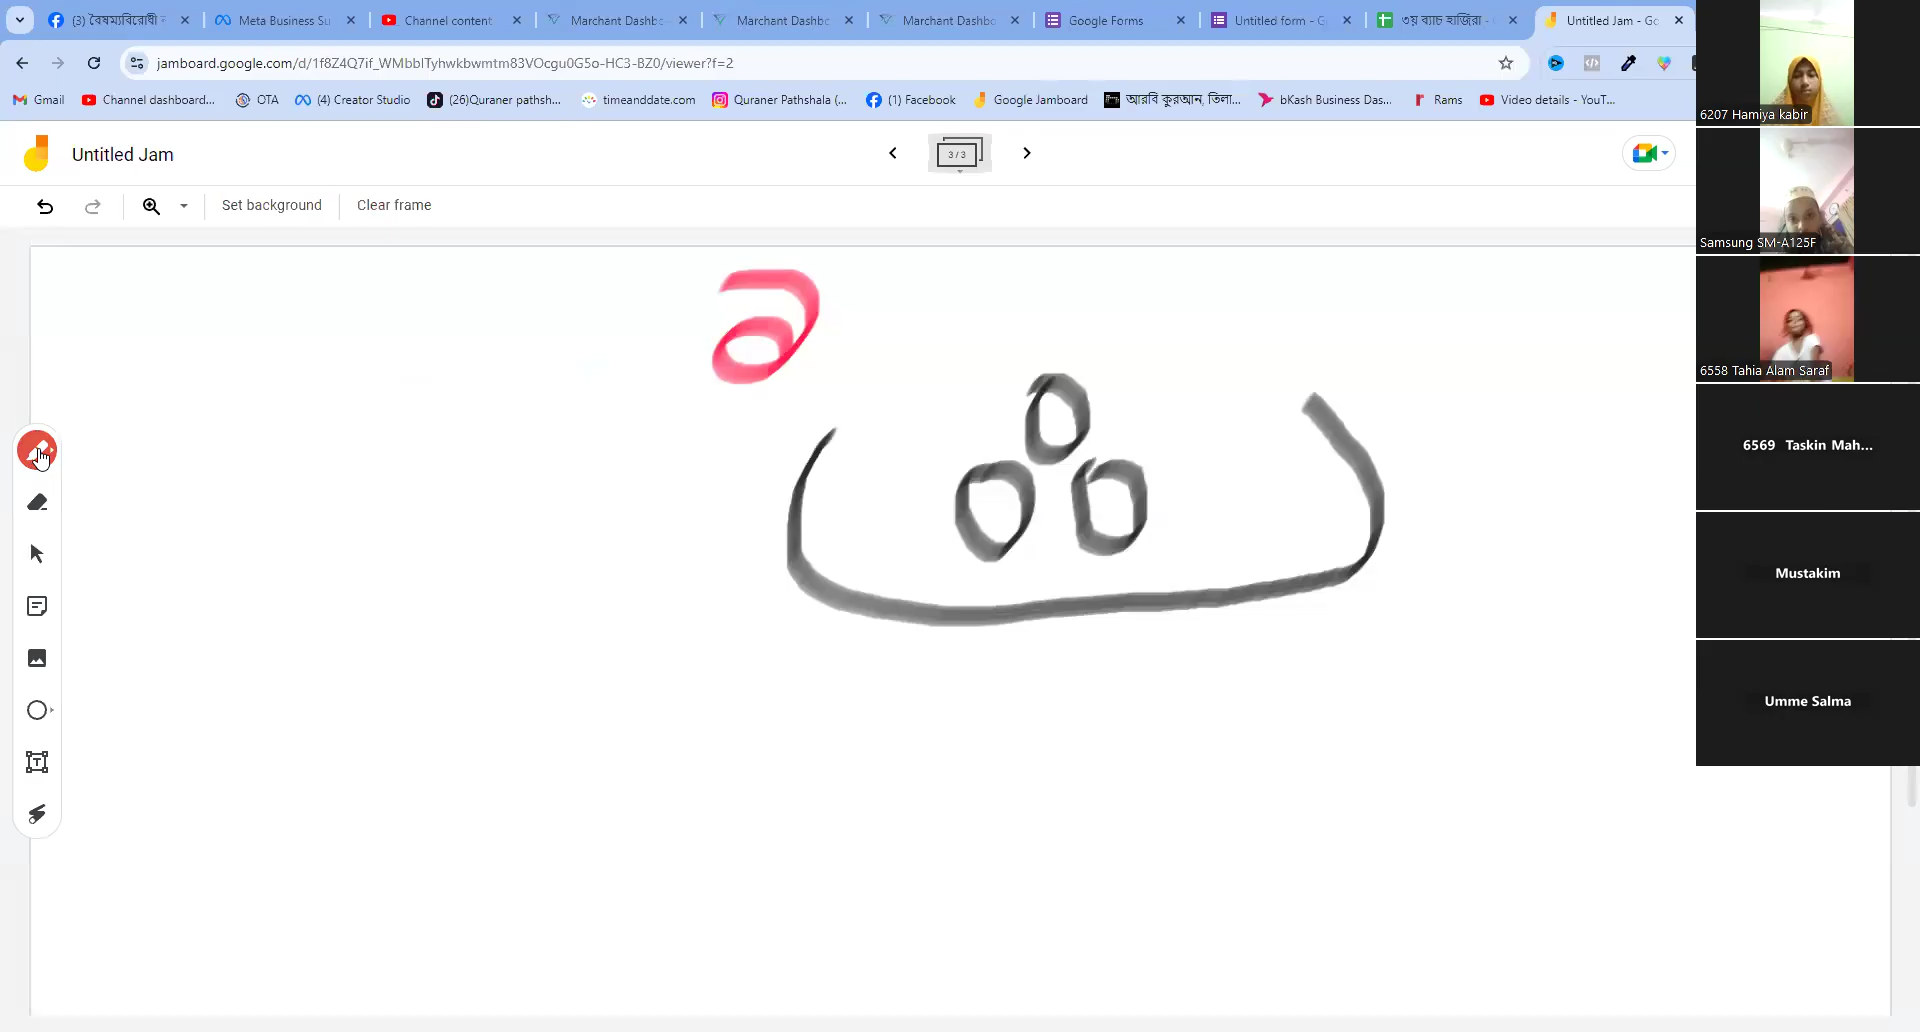 (3) বৈষম্যবিরোধী
Meta Business Su
Channel content
Marchant Dashbo
Marchant Dashbo
Marchant Dashbo
Google Forms
Untitled form - G
৩য় ব্যাচ হাজিরা -
Untitled Jam - Go
jamboard.google.com/d/1f8Z4Q7if_WMbblTyhwkbwmtm83VOcgu0G5o-HC3-BZ0/viewer?f=2
Gmail
Channel dashboard...
OTA
(4) Creator Studio
(26)Quraner pathsh...
timeanddate.com
Quraner Pathshala (...
(1) Facebook
Google Jamboard
আরবি কুরআন, তিলা...
bKash Business Das...
Rams
Video details - YouT...
Untitled Jam
3 / 3
Set background
Clear frame
6207 Hamiya kabir
Samsung SM-A125F
6558 Tahia Alam Saraf
6569 Taskin Mah...
Mustakim
Umme Salma